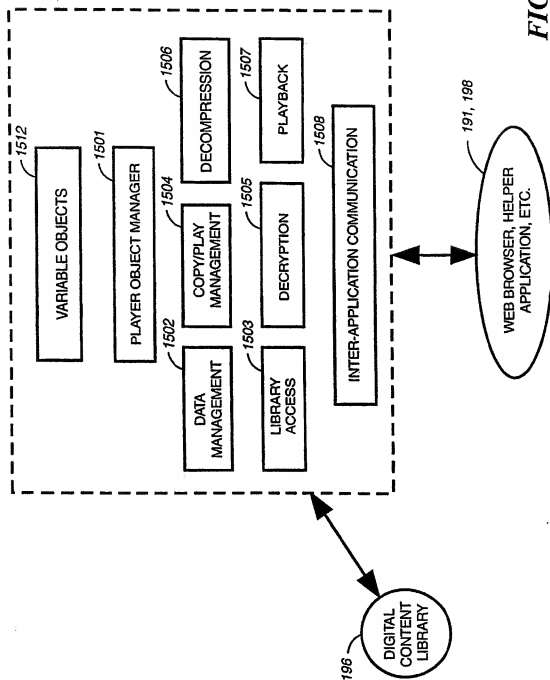 1512
VARIABLE OBJECTS
1501
PLAYER OBJECT MANAGER
1502
DATA
MANAGEMENT
1504
COPY/PLAY
MANAGEMENT
1506
DECOMPRESSION
1503
LIBRARY
ACCESS
1505
DECRYPTION
1507
PLAYBACK
1508
INTER-APPLICATION COMMUNICATION
196
DIGITAL
CONTENT
LIBRARY
191, 198
WEB BROWSER, HELPER
APPLICATION, ETC.
FIG